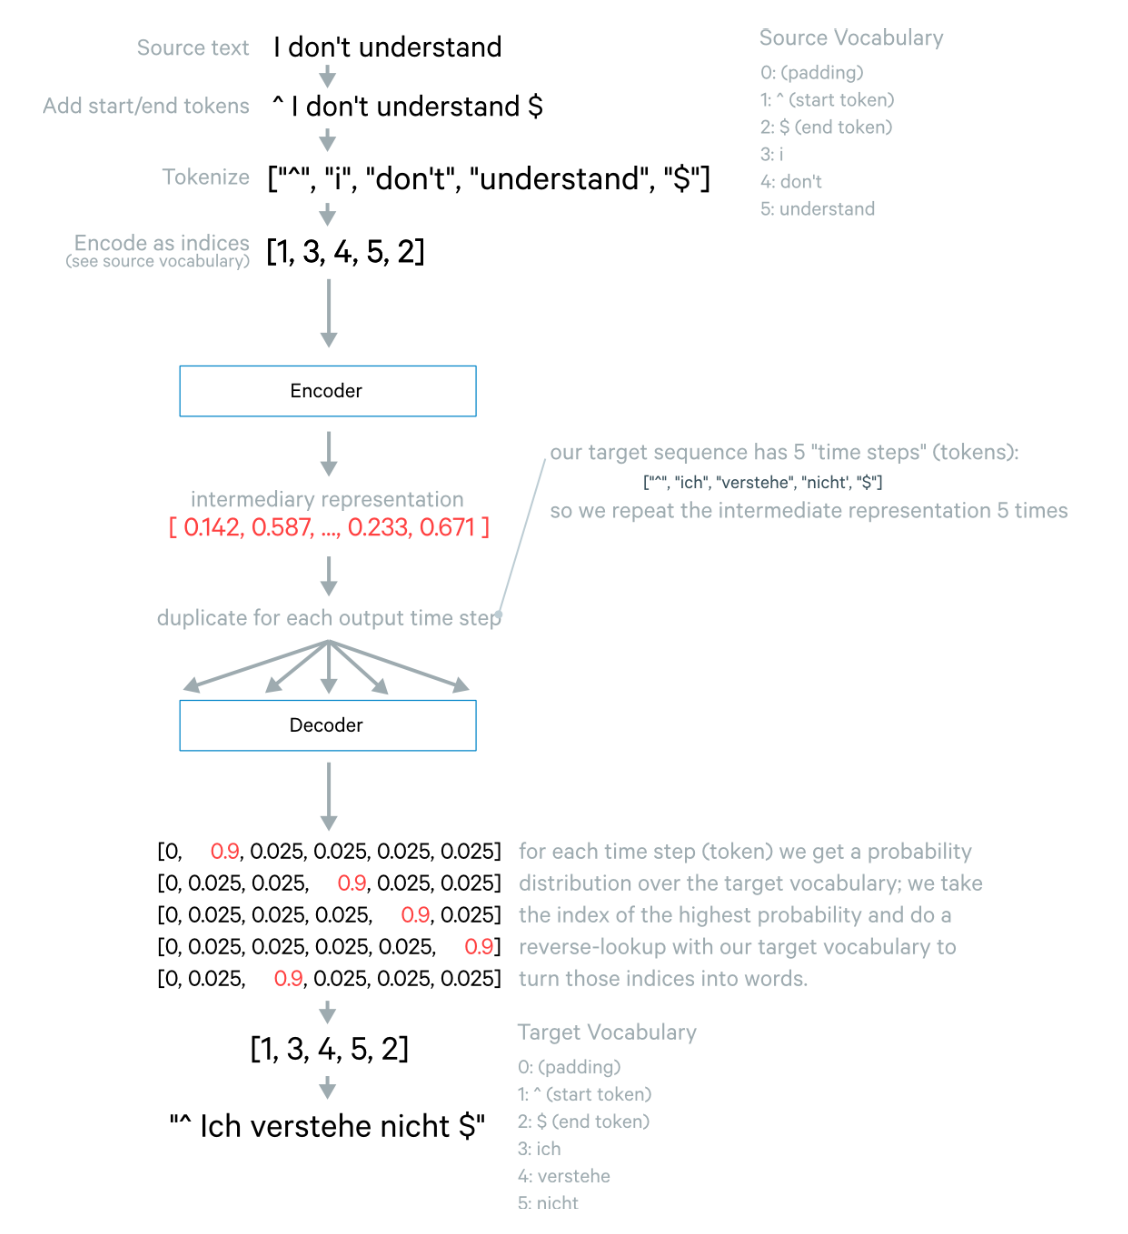 Source text I don't understand
Add start/end tokens ^ I don't understand $
Tokenize ["^", "i", "don't", "understand", "$"]
Encode as indices [1, 3, 4, 5, 2]
(see source vocabulary)
Source Vocabulary
0: (padding)
1: ^ (start token)
2: $ (end token)
3: i
4: don't
5: understand
Encoder
intermediary representation
[ 0.142, 0.587, ..., 0.233, 0.671 ]
our target sequence has 5 "time steps" (tokens):
["^", "ich", "verstehe", "nicht', "$"]
so we repeat the intermediate representation 5 times
duplicate for each output time step
Decoder
[0, 0.9, 0.025, 0.025, 0.025, 0.025]
[0, 0.025, 0.025, 0.9, 0.025, 0.025]
[0, 0.025, 0.025, 0.025, 0.9, 0.025]
[0, 0.025, 0.025, 0.025, 0.025, 0.9]
[0, 0.025, 0.9, 0.025, 0.025, 0.025]
for each time step (token) we get a probability
distribution over the target vocabulary; we take
the index of the highest probability and do a
reverse-lookup with our target vocabulary to
turn those indices into words.
[1, 3, 4, 5, 2]
"^ Ich verstehe nicht $"
Target Vocabulary
0: (padding)
1: ^ (start token)
2: $ (end token)
3: ich
4: verstehe
5: nicht